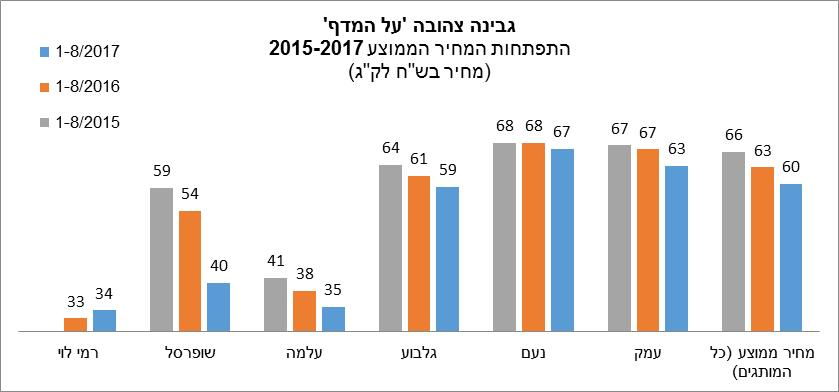 גבינה צהובה 'על המדף'
התפתחות המחיר הממוצע 2015-2017
(מחיר בש"ח לק"ג)
1-8/2017
1-8/2016
1-8/2015
66 63 60
67 67 63
68 68 67
64 61 59
41 38 35
59 54 40
33 34
מחיר ממוצע (כל המותגים)
עמק
נעם
גלבוע
עלמה
שופרסל
רמי לוי